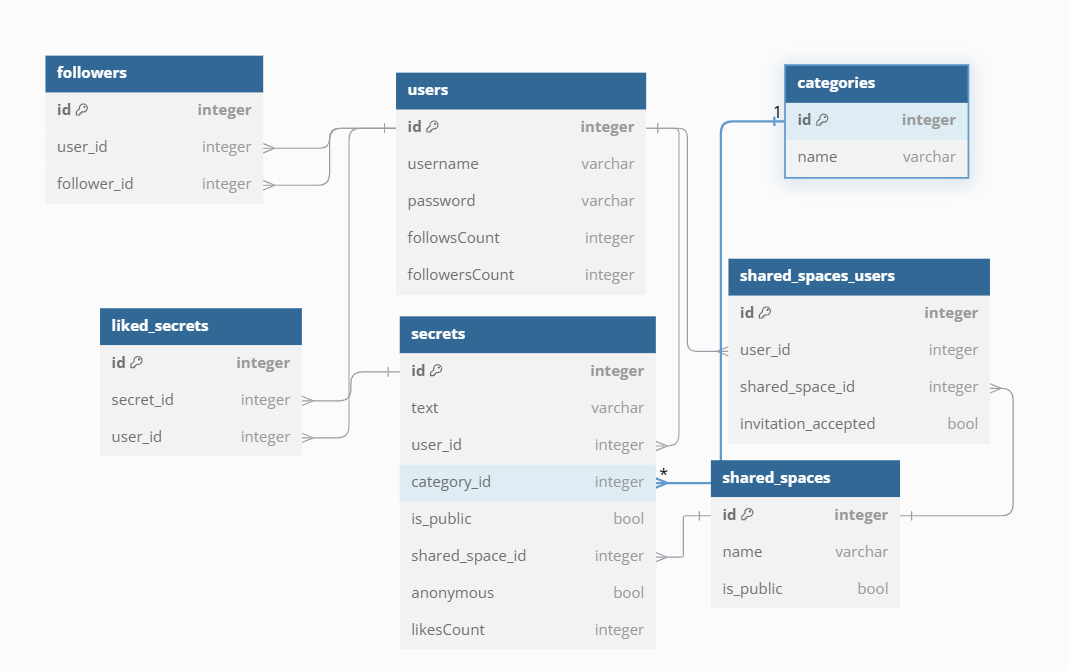 followers
id integer
user_id integer
follower_id integer
users
id integer
username varchar
password varchar
followsCount integer
followersCount integer
categories
1
id integer
name varchar
liked_secrets
id integer
secret_id integer
user_id integer
secrets
id integer
text varchar
user_id integer
category_id integer
*
is_public bool
shared_space_id integer
anonymous bool
likesCount integer
shared_spaces_users
id integer
user_id integer
shared_space_id integer
invitation_accepted bool
shared_spaces
id integer
name varchar
is_public bool